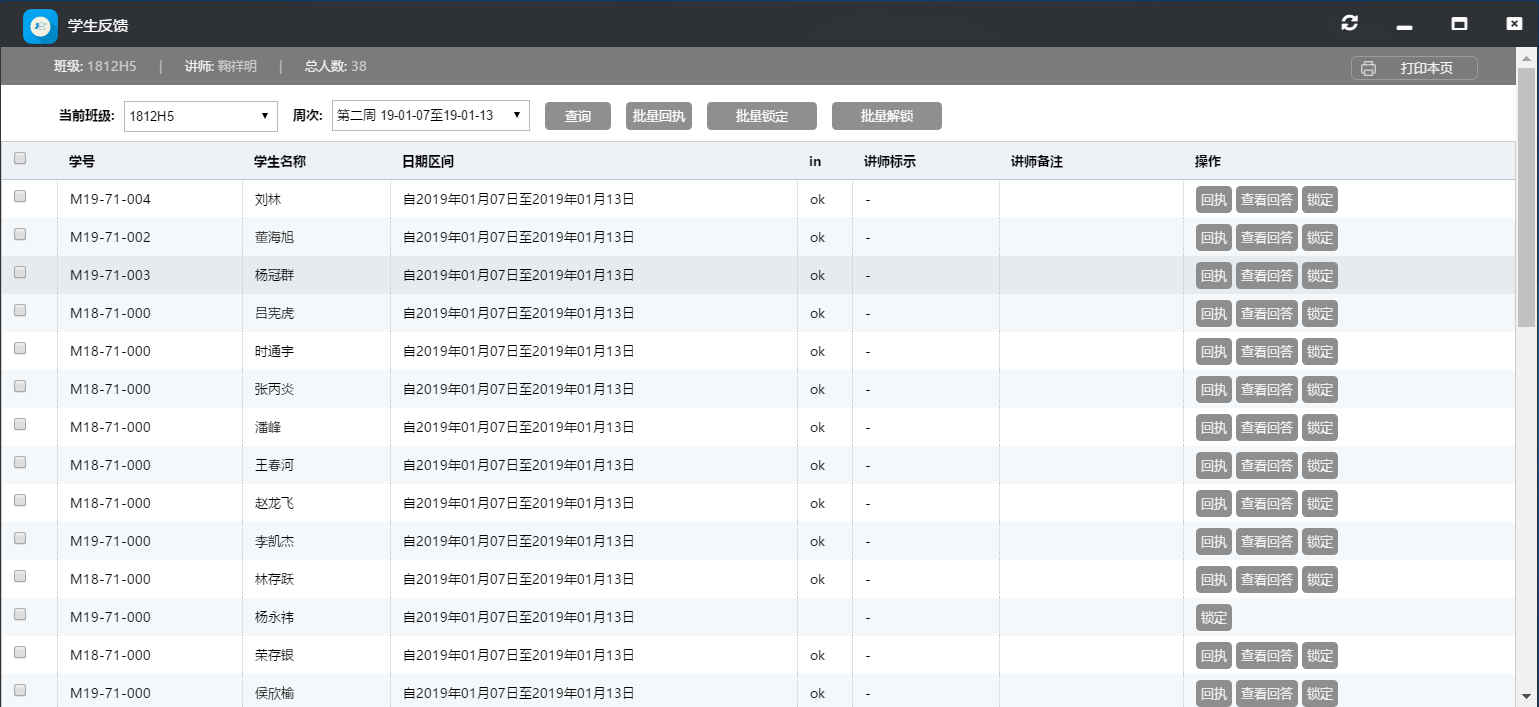 学生反馈
班级: 1812H5 | 讲师: 鞠祥明 | 总人数: 38 打印本页
当前班级: 1812H5 周次: 第二周 19-01-07至19-01-13 查询 批量回执 批量锁定 批量解锁
学号 学生名称 日期区间 in 讲师标示 讲师备注 操作
M19-71-004 刘林 自2019年01月07日至2019年01月13日 ok - 回执 查看回答 锁定
M19-71-002 董海旭 自2019年01月07日至2019年01月13日 ok - 回执 查看回答 锁定
M19-71-003 杨冠群 自2019年01月07日至2019年01月13日 ok - 回执 查看回答 锁定
M18-71-000 吕宪虎 自2019年01月07日至2019年01月13日 ok - 回执 查看回答 锁定
M18-71-000 时通宇 自2019年01月07日至2019年01月13日 ok - 回执 查看回答 锁定
M18-71-000 张丙炎 自2019年01月07日至2019年01月13日 ok - 回执 查看回答 锁定
M18-71-000 潘峰 自2019年01月07日至2019年01月13日 ok - 回执 查看回答 锁定
M18-71-000 王春河 自2019年01月07日至2019年01月13日 ok - 回执 查看回答 锁定
M18-71-000 赵龙飞 自2019年01月07日至2019年01月13日 ok - 回执 查看回答 锁定
M19-71-000 李凯杰 自2019年01月07日至2019年01月13日 ok - 回执 查看回答 锁定
M18-71-000 林存跃 自2019年01月07日至2019年01月13日 ok - 回执 查看回答 锁定
M19-71-000 杨永祎 自2019年01月07日至2019年01月13日 - 锁定
M18-71-000 荣存银 自2019年01月07日至2019年01月13日 ok - 回执 查看回答 锁定
M19-71-000 侯欣榆 自2019年01月07日至2019年01月13日 ok - 回执 查看回答 锁定